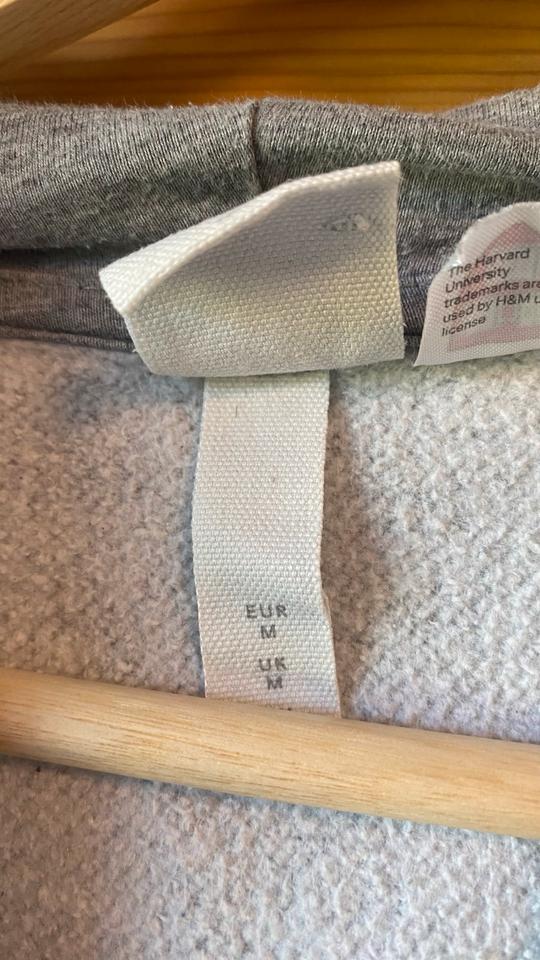 The Harvard
University
trademarks are
used by H&M u
license
EUR
M
UK
M